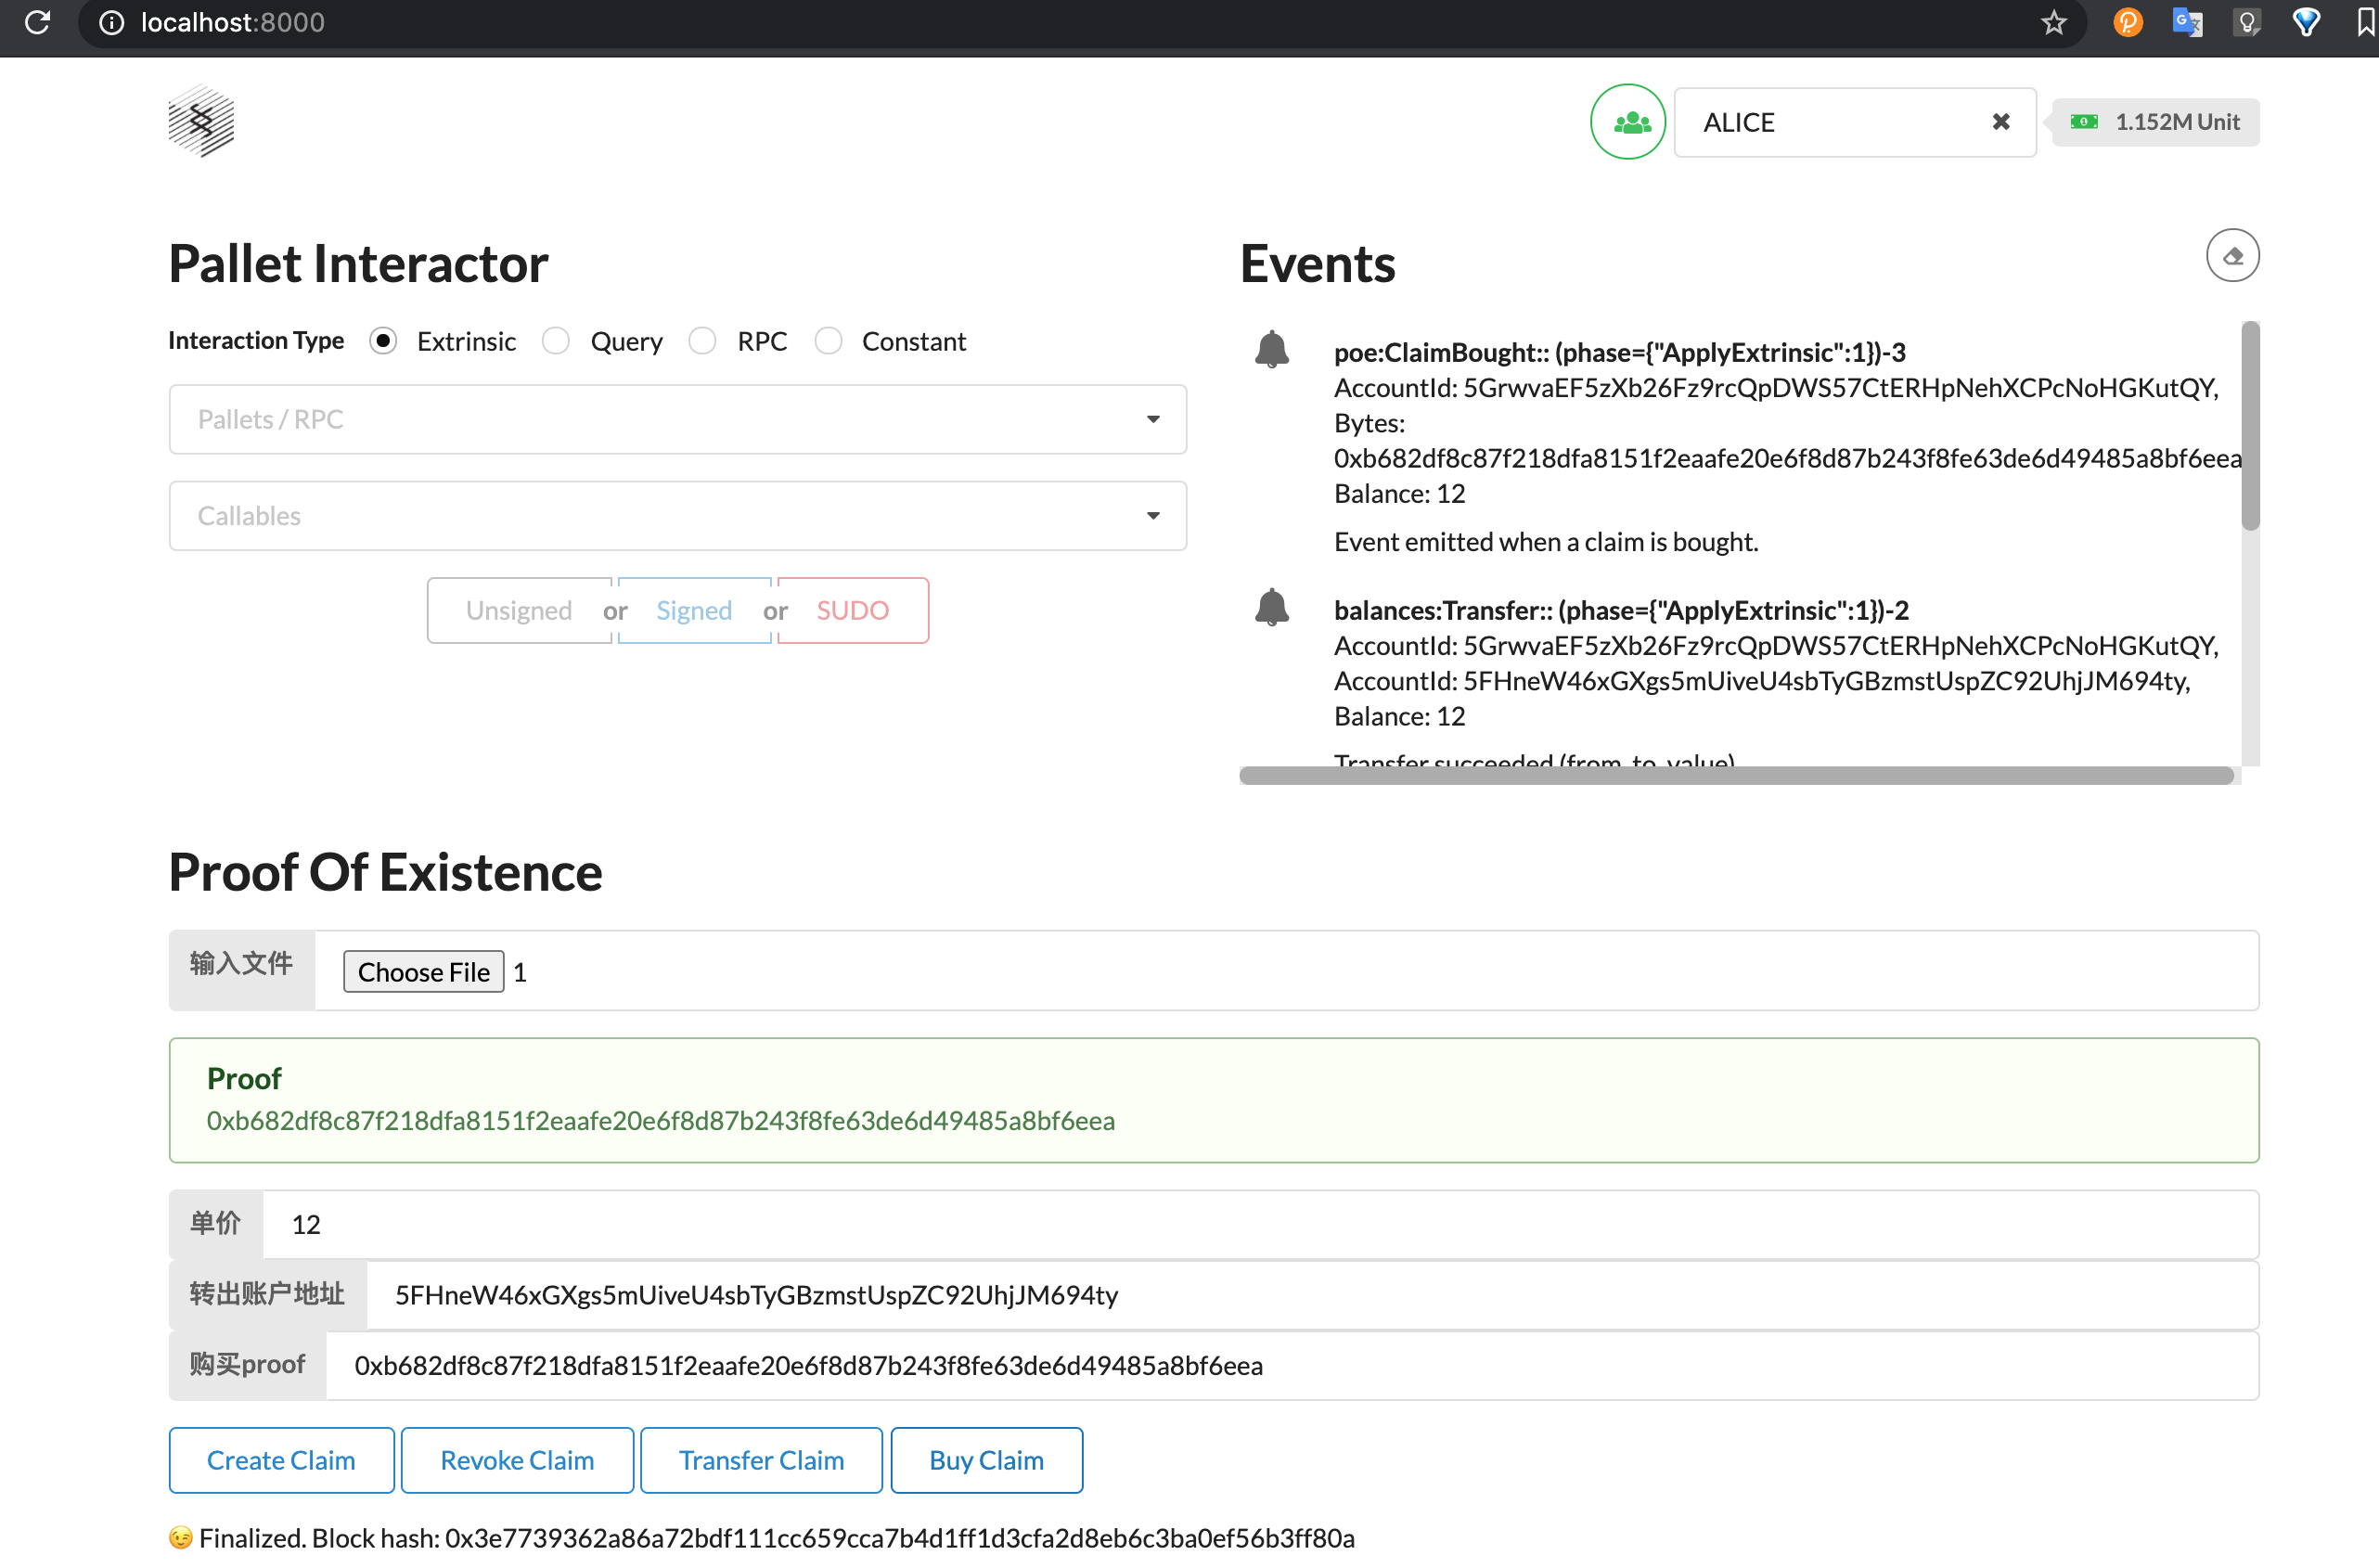 localhost:8000
ALICE
1.152M Unit
Pallet Interactor
Interaction Type Extrinsic Query RPC Constant
Pallets / RPC
Callables
Unsigned or Signed or SUDO
Events
poe:ClaimBought:: (phase={"ApplyExtrinsic":1})-3
AccountId: 5GrwvaEF5zXb26Fz9rcQpDWS57CtERHpNehXCPcNoHGKutQY,
Bytes:
0xb682df8c87f218dfa8151f2eaafe20e6f8d87b243f8fe63de6d49485a8bf6eea
Balance: 12
Event emitted when a claim is bought.
balances:Transfer:: (phase={"ApplyExtrinsic":1})-2
AccountId: 5GrwvaEF5zXb26Fz9rcQpDWS57CtERHpNehXCPcNoHGKutQY,
AccountId: 5FHneW46xGXgs5mUiveU4sbTyGBzmstUspZC92UhjJM694ty,
Balance: 12
Transfer succeeded (from, to, value)
Proof Of Existence
输入文件 Choose File 1
Proof
0xb682df8c87f218dfa8151f2eaafe20e6f8d87b243f8fe63de6d49485a8bf6eea
单价 12
转出账户地址 5FHneW46xGXgs5mUiveU4sbTyGBzmstUspZC92UhjJM694ty
购买proof 0xb682df8c87f218dfa8151f2eaafe20e6f8d87b243f8fe63de6d49485a8bf6eea
Create Claim Revoke Claim Transfer Claim Buy Claim
😉 Finalized. Block hash: 0x3e7739362a86a72bdf111cc659cca7b4d1ff1d3cfa2d8eb6c3ba0ef56b3ff80a